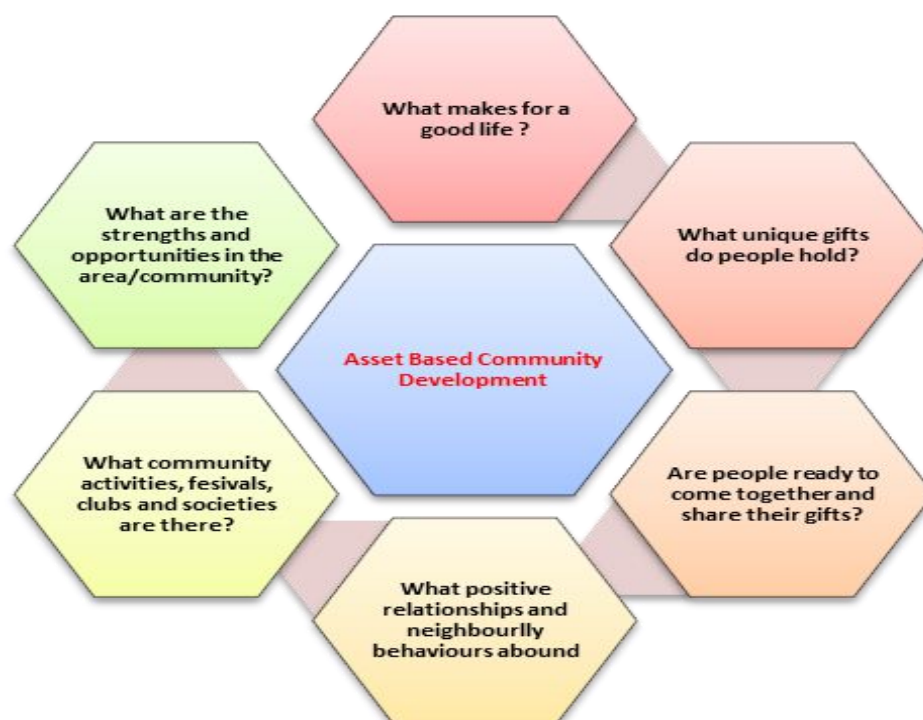 What makes for a
good life ?
What unique gifts
do people hold?
Are people ready to
come together and
share their gifts?
What positive
relationships and
neighbourlly
behaviours abound
What community
activities, fesivals,
clubs and societies
are there?
What are the
strengths and
opportunities in the
area/community?
Asset Based Community
Development